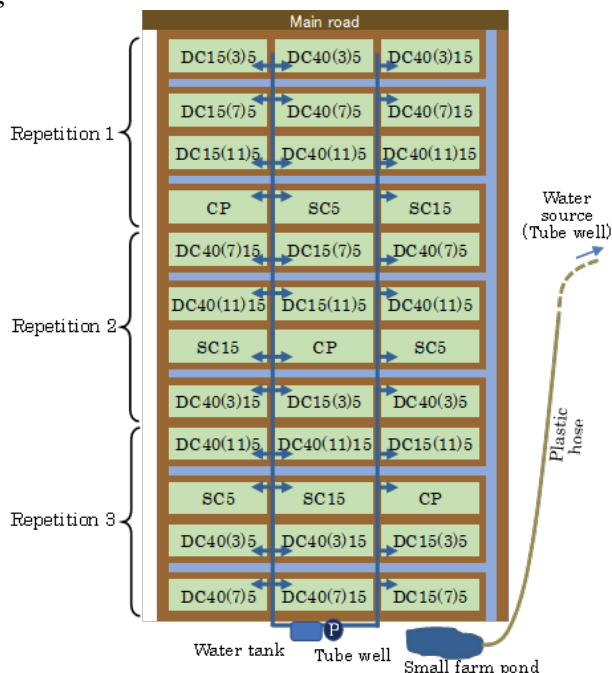 Main road
DC15(3)5 DC40(3)5 DC40(3)15
DC15(7)5 DC40(7)5 DC40(7)15
Repetition 1
DC15(11)5 DC40(11)5 DC40(11)15
CP SC5 SC15
Water
source
(Tube well)
DC40(7)15 DC15(7)5 DC40(7)5
DC40(11)15 DC15(11)5 DC40(11)5
Repetition 2
SC15 CP SC5
DC40(3)15 DC15(3)5 DC40(3)5
Plastic
hose
DC40(11)5 DC40(11)15 DC15(11)5
SC5 SC15 CP
Repetition 3
DC40(3)5 DC40(3)15 DC15(3)5
DC40(7)5 DC40(7)15 DC15(7)5
P
Water tank
Tube well
Small farm pond